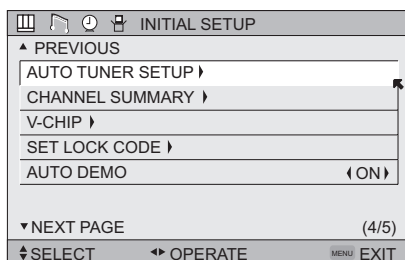 INITIAL SETUP
PREVIOUS
AUTO TUNER SETUP
CHANNEL SUMMARY
V-CHIP
SET LOCK CODE
AUTO DEMO ON
NEXT PAGE (4/5)
SELECT OPERATE MENU EXIT